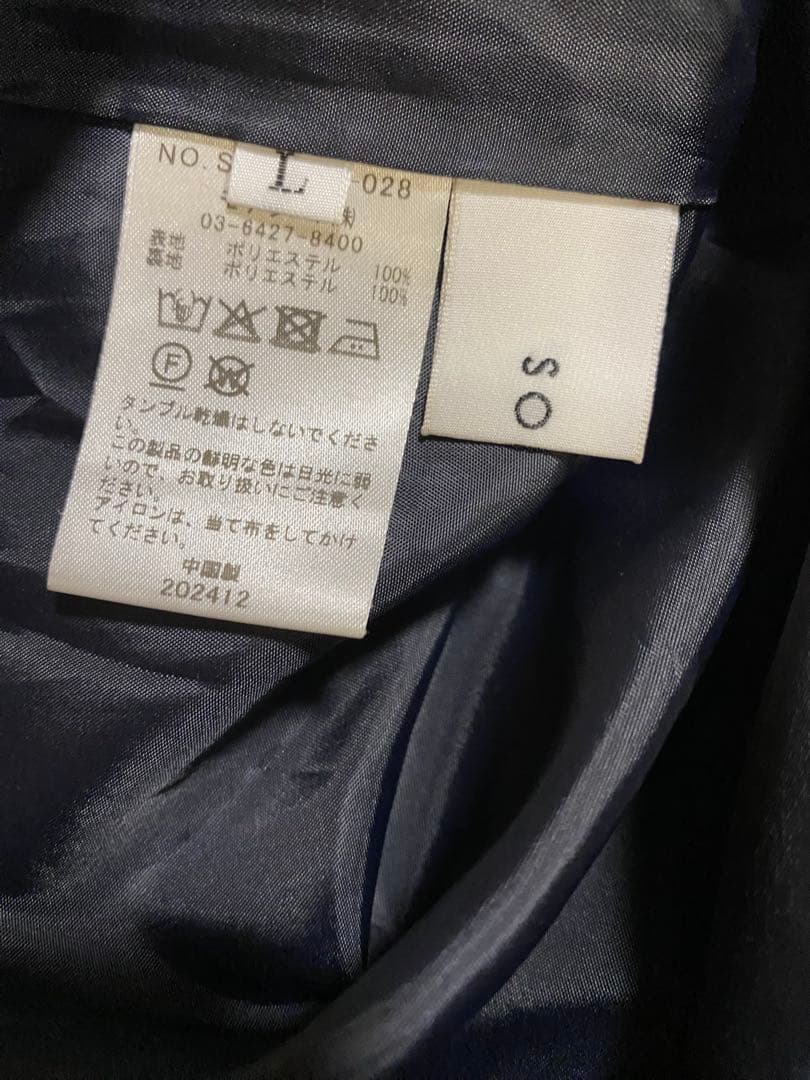 NO.S
L
-028
03-6427-8400
表地 ポリエステル 100%
裏地 ポリエステル 100%
F
W
タンブル乾燥はしないでくださ
い。
この製品の鮮明な色は日光に弱
いので、お取り扱いにご注意く
ださい。
アイロンは、当て布をしてかけ
てください。
中国製
202412
SO